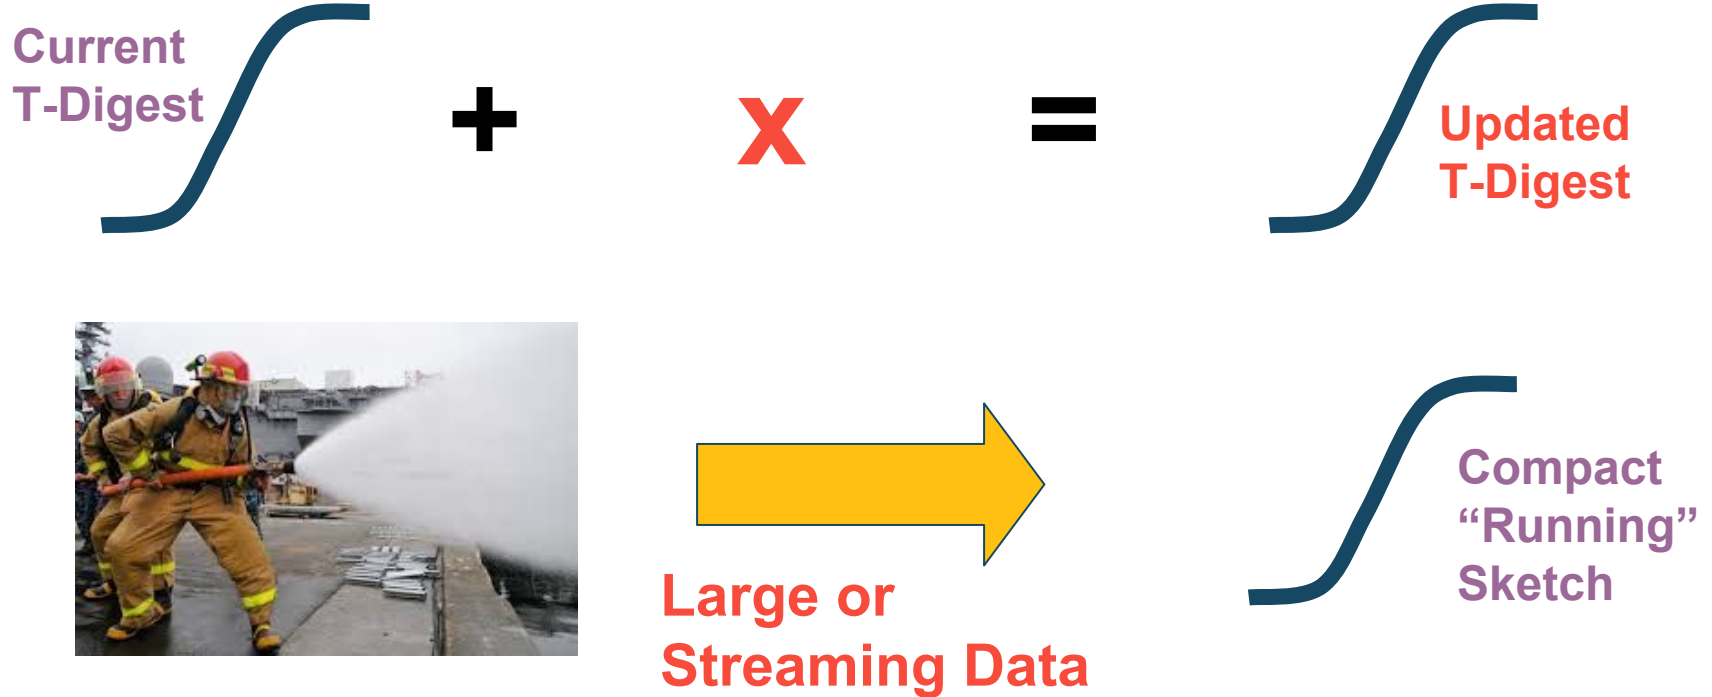 Current
T-Digest
+
x
=
Updated
T-Digest
Large or
Streaming Data
Compact
“Running”
Sketch